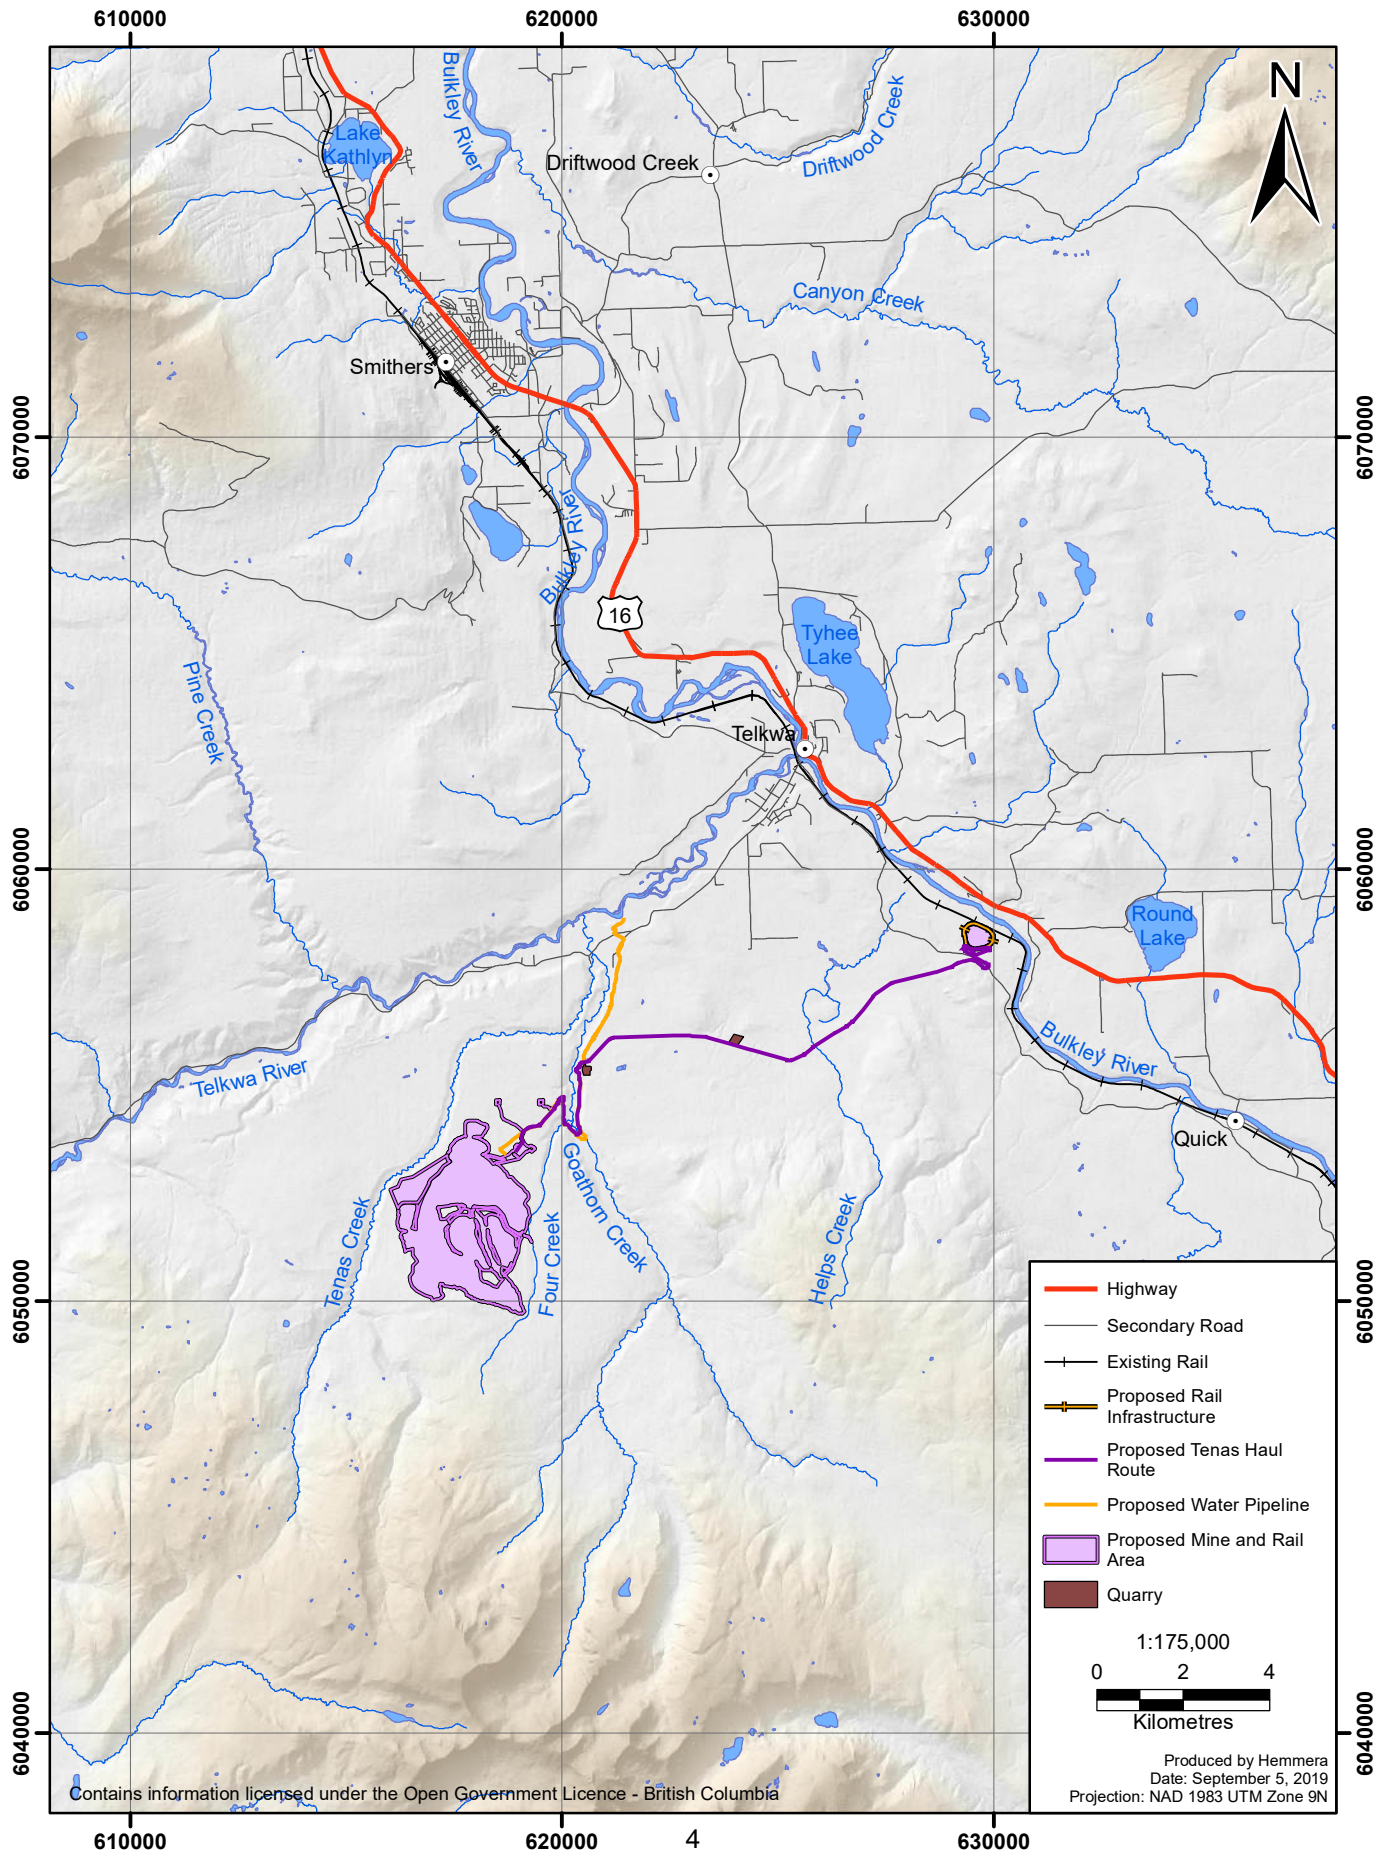 610000
620000
630000
N
Bulkley River
Driftwood Creek
Lake
Kathlyn
Driftwood Creek
Canyon Creek
Smithers
6070000
6070000
Bulkley River
16
Tyhee
Lake
Pine Creek
Telkwa
6060000
6060000
Round
Lake
Bulkley River
Telkwa River
Quick
Goathorn Creek
Tenas Creek
Four Creek
Helps Creek
6050000
6050000
Highway
Secondary Road
Existing Rail
Proposed Rail
Infrastructure
Proposed Tenas Haul
Route
Proposed Water Pipeline
Proposed Mine and Rail
Area
Quarry
1:175,000
0 2 4
Kilometres
6040000
6040000
Produced by Hemmera
Date: September 5, 2019
Projection: NAD 1983 UTM Zone 9N
Contains information licensed under the Open Government Licence - British Columbia
610000
620000
4
630000